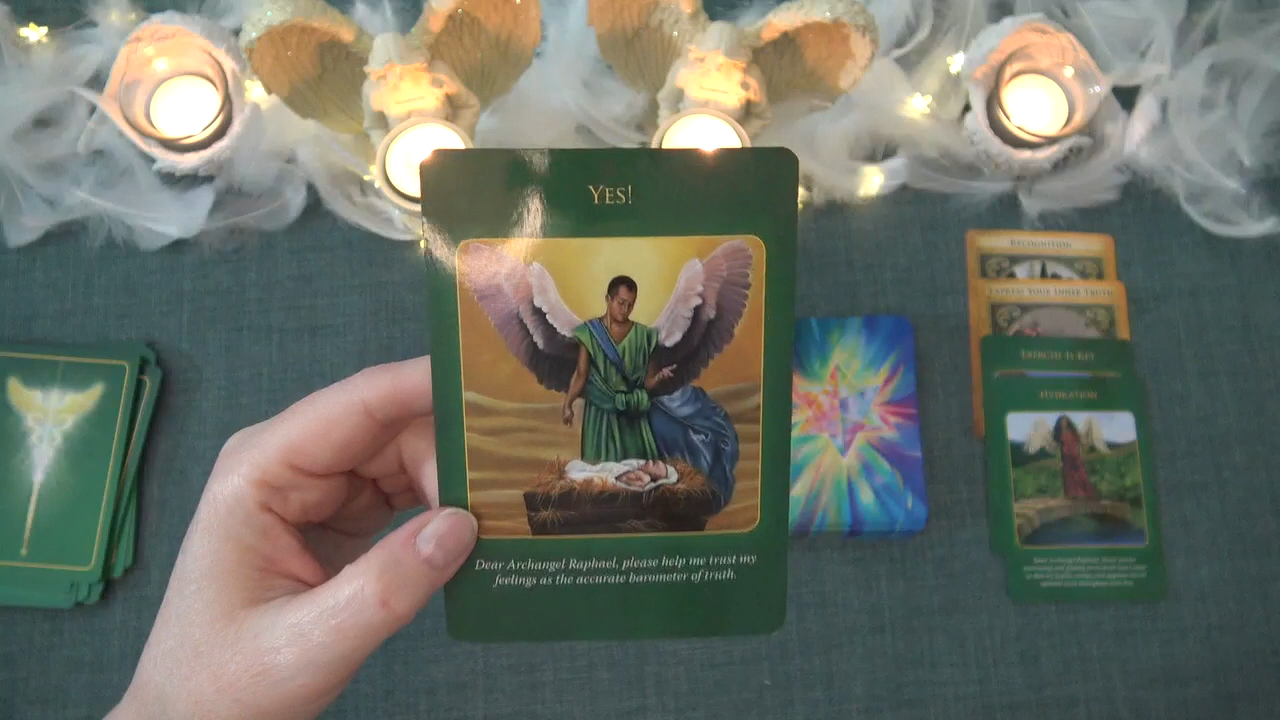 Yes!
Dear Archangel Raphael, please help me trust my
feelings as the accurate barometer of truth.
Recognition
Express Your Inner Truth
Exercise Is Key
Hydration